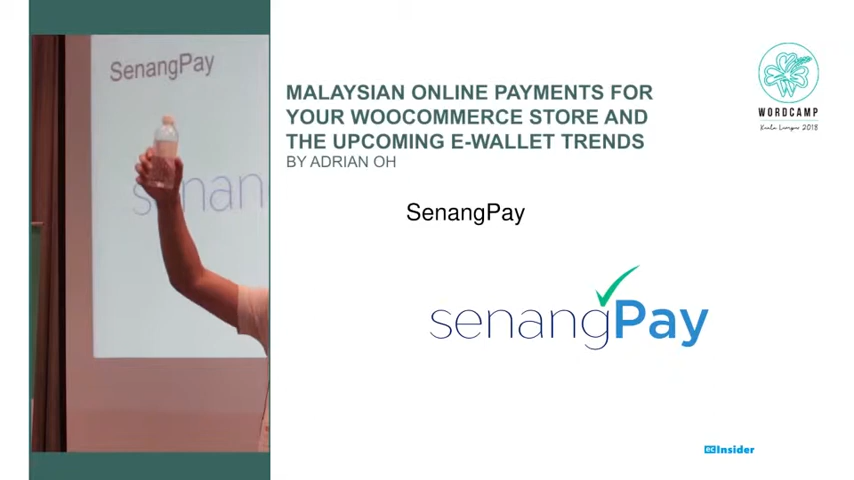 SenangPay
senan
MALAYSIAN ONLINE PAYMENTS FOR
YOUR WOOCOMMERCE STORE AND
THE UPCOMING E-WALLET TRENDS
BY ADRIAN OH
WORDCAMP
Kuala Lumpur 2018
SenangPay
senangPay
ecInsider